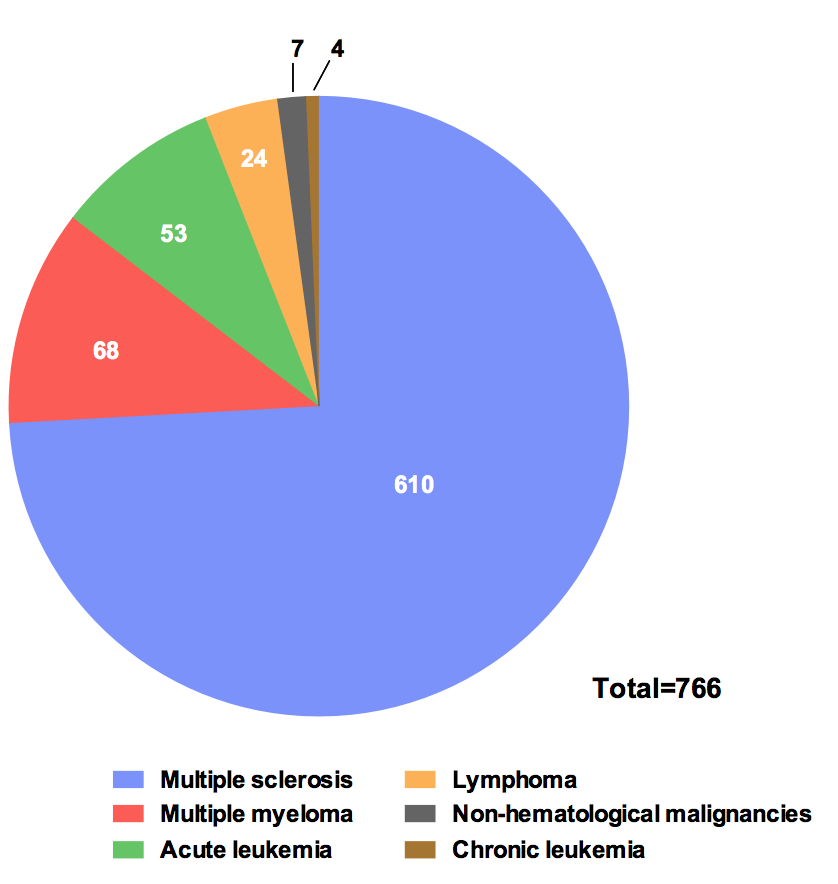 7 4
24
53
68
610
Total=766
Multiple sclerosis Lymphoma
Multiple myeloma Non-hematological malignancies
Acute leukemia Chronic leukemia